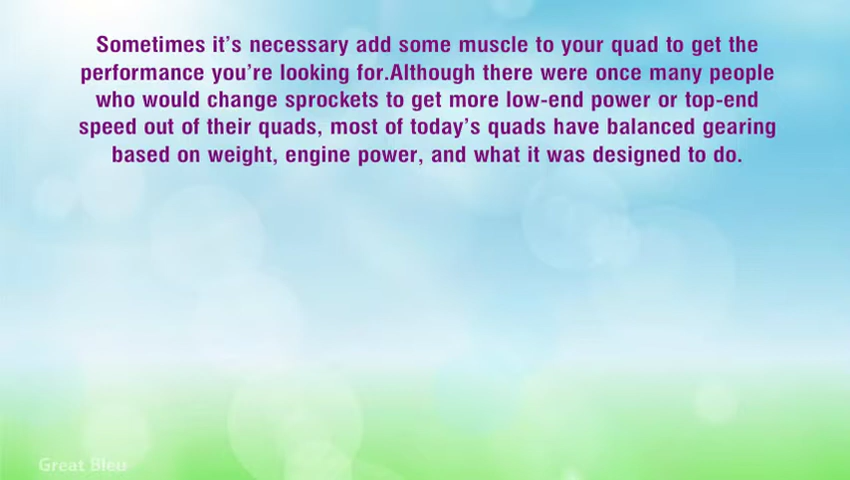 Sometimes it’s necessary add some muscle to your quad to get the
performance you’re looking for.Although there were once many people
who would change sprockets to get more low-end power or top-end
speed out of their quads, most of today’s quads have balanced gearing
based on weight, engine power, and what it was designed to do.
Great Bleu